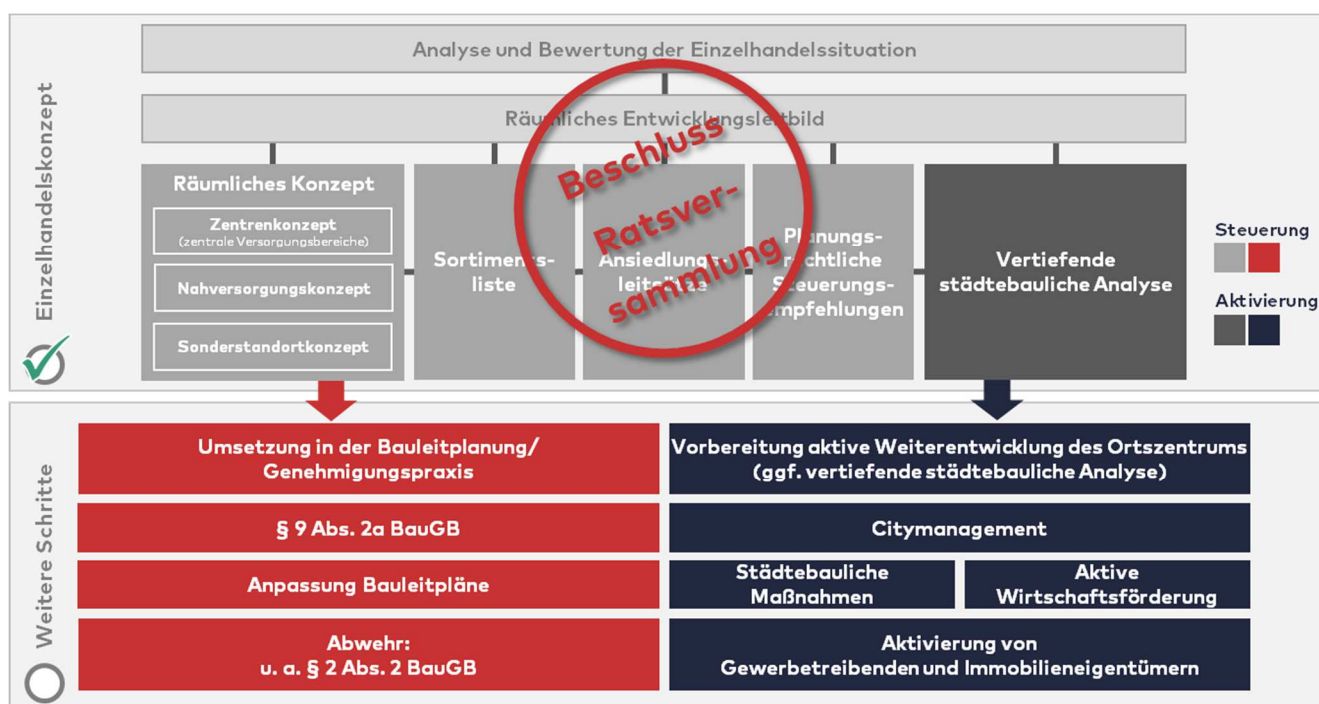 Einzelhandelskonzept
Analyse und Bewertung der Einzelhandelssituation
Räumliches Entwicklungsleitbild
Räumliches Konzept
Zentrenkonzept
(zentrale Versorgungsbereiche)
Nahversorgungskonzept
Sonderstandortkonzept
Sortiments-
liste
Ansiedlungs-
leitsätze
Planungs-
rechtliche
Steuerungs-
empfehlungen
Vertiefende
städtebauliche Analyse
Beschluss
Ratsver-
sammlung
Steuerung
Aktivierung
Weitere Schritte
Umsetzung in der Bauleitplanung/
Genehmigungspraxis
§ 9 Abs. 2a BauGB
Anpassung Bauleitpläne
Abwehr:
u. a. § 2 Abs. 2 BauGB
Vorbereitung aktive Weiterentwicklung des Ortszentrums
(ggf. vertiefende städtebauliche Analyse)
Citymanagement
Städtebauliche
Maßnahmen
Aktive
Wirtschaftsförderung
Aktivierung von
Gewerbetreibenden und Immobilieneigentümern